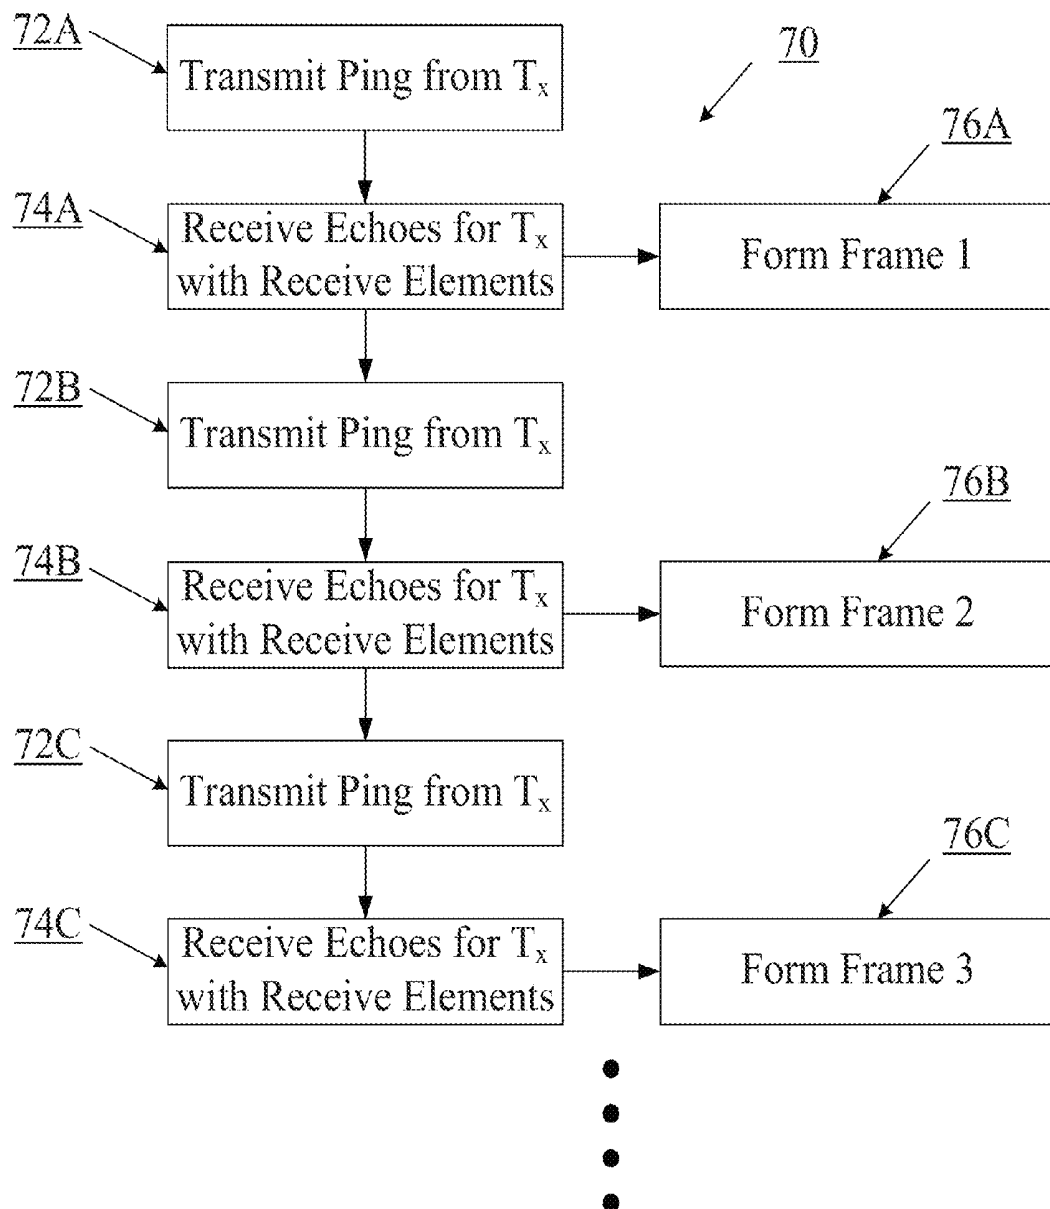 72A
Transmit Ping from Tx
70
76A
74A
Receive Echoes for Tx
with Receive Elements
Form Frame 1
72B
Transmit Ping from Tx
76B
74B
Receive Echoes for Tx
with Receive Elements
Form Frame 2
72C
Transmit Ping from Tx
76C
74C
Receive Echoes for Tx
with Receive Elements
Form Frame 3